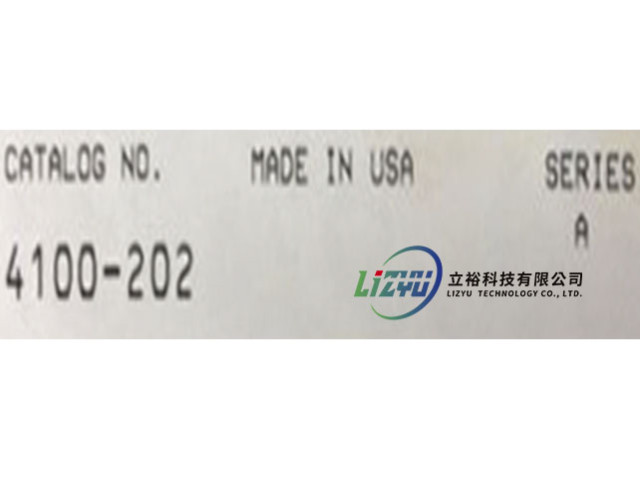 CATALOG NO. MADE IN USA SERIES
A
4100-202
LIZYU 立裕科技有限公司
LIZYU TECHNOLOGY CO., LTD.